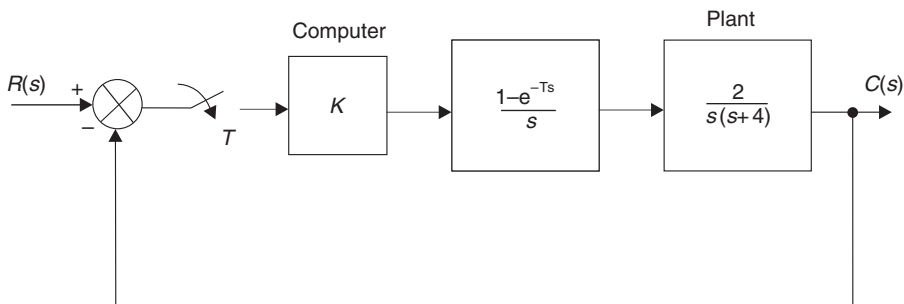 Computer
Plant
R(s)
+
−
T
K
1–e^–Ts
s
2
s(s+4)
C(s)